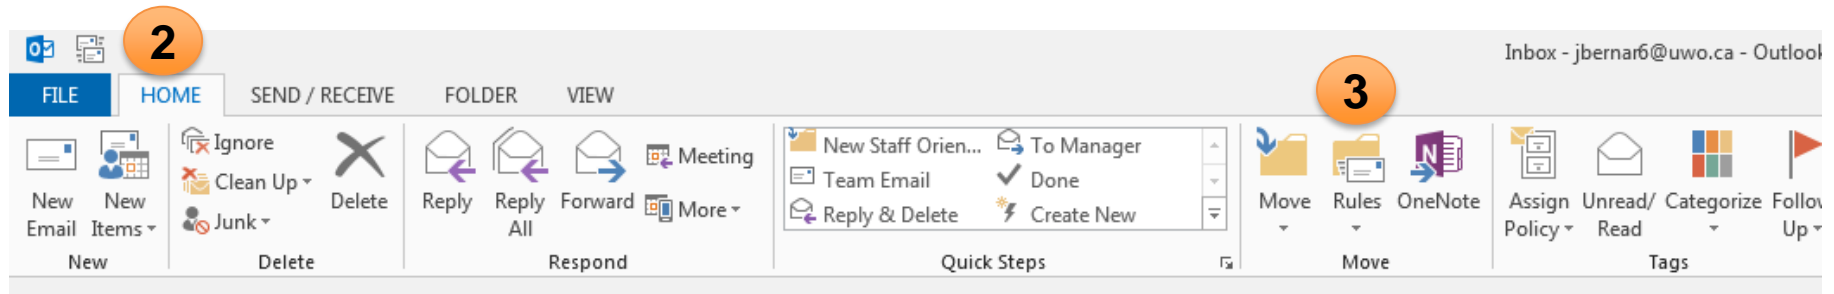 2
Inbox - jbernar6@uwo.ca - Outlook
3
FILE HOME SEND / RECEIVE FOLDER VIEW
New Email
New Items
Ignore
Clean Up
Junk
Delete
Reply
Reply All
Forward
Meeting
More
New Staff Orien...
Team Email
Reply & Delete
To Manager
Done
Create New
Move
Rules
OneNote
Assign Policy
Unread/ Read
Categorize
Follow Up
New Delete Respond Quick Steps Move Tags